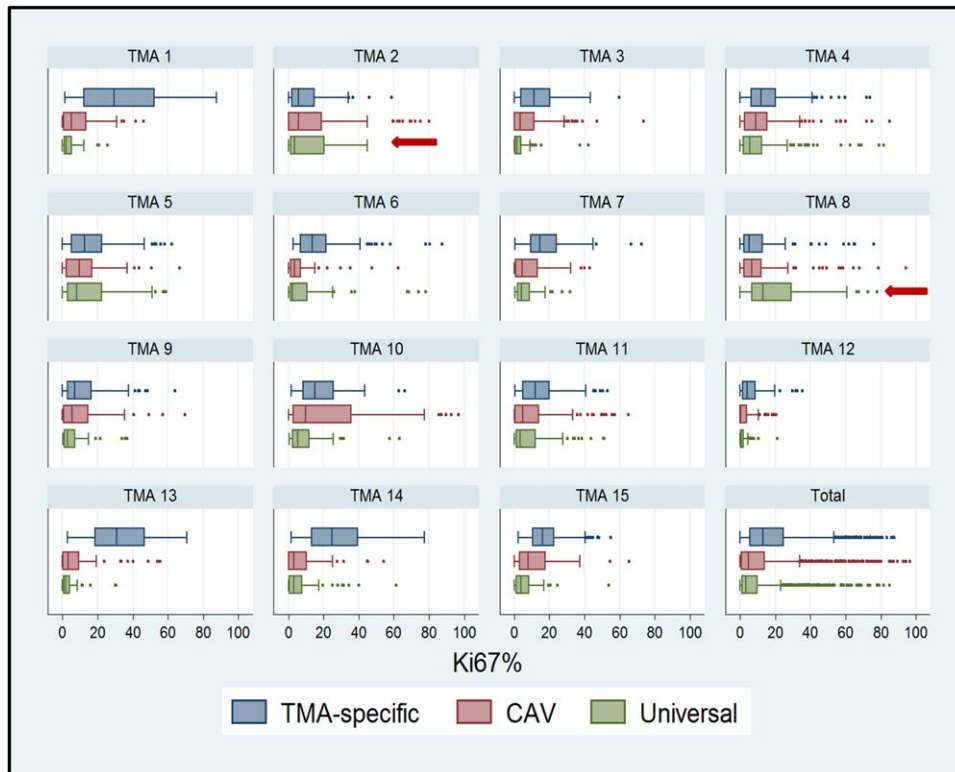 TMA 1 TMA 2 TMA 3 TMA 4
TMA 5 TMA 6 TMA 7 TMA 8
TMA 9 TMA 10 TMA 11 TMA 12
TMA 13 TMA 14 TMA 15 Total
0 20 40 60 80 100 0 20 40 60 80 100 0 20 40 60 80 100 0 20 40 60 80 100
Ki67%
TMA-specific CAV Universal